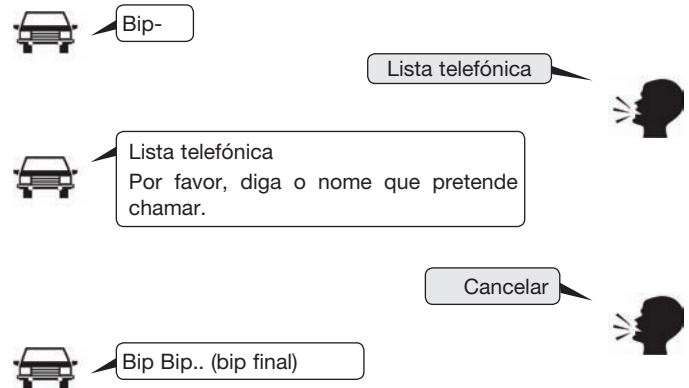 Bip-
Lista telefónica
Lista telefónica
Por favor, diga o nome que pretende
chamar.
Cancelar
Bip Bip.. (bip final)